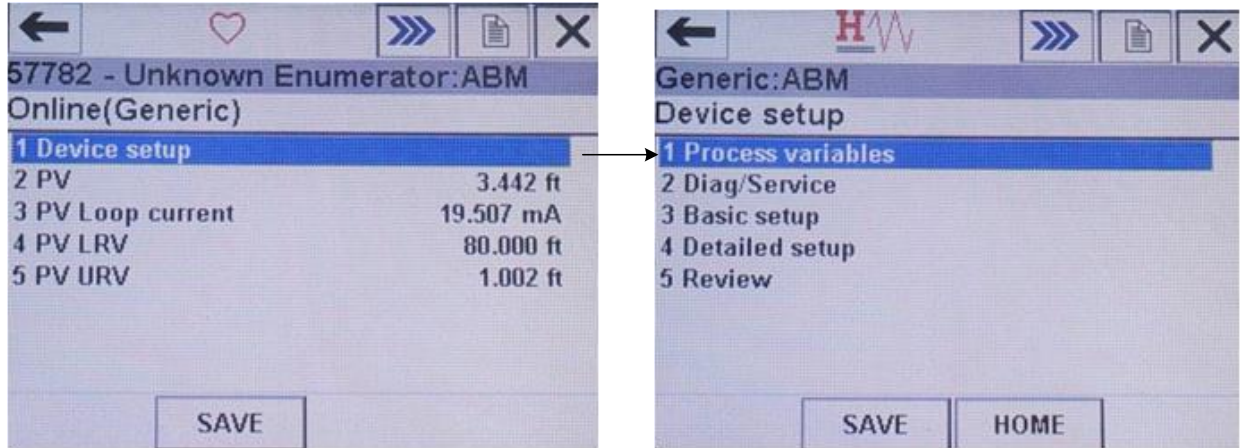 57782 - Unknown Enumerator:ABM
Online(Generic)
1 Device setup
2 PV 3.442 ft
3 PV Loop current 19.507 mA
4 PV LRV 80.000 ft
5 PV URV 1.002 ft
SAVE
H
Generic:ABM
Device setup
1 Process variables
2 Diag/Service
3 Basic setup
4 Detailed setup
5 Review
SAVE HOME